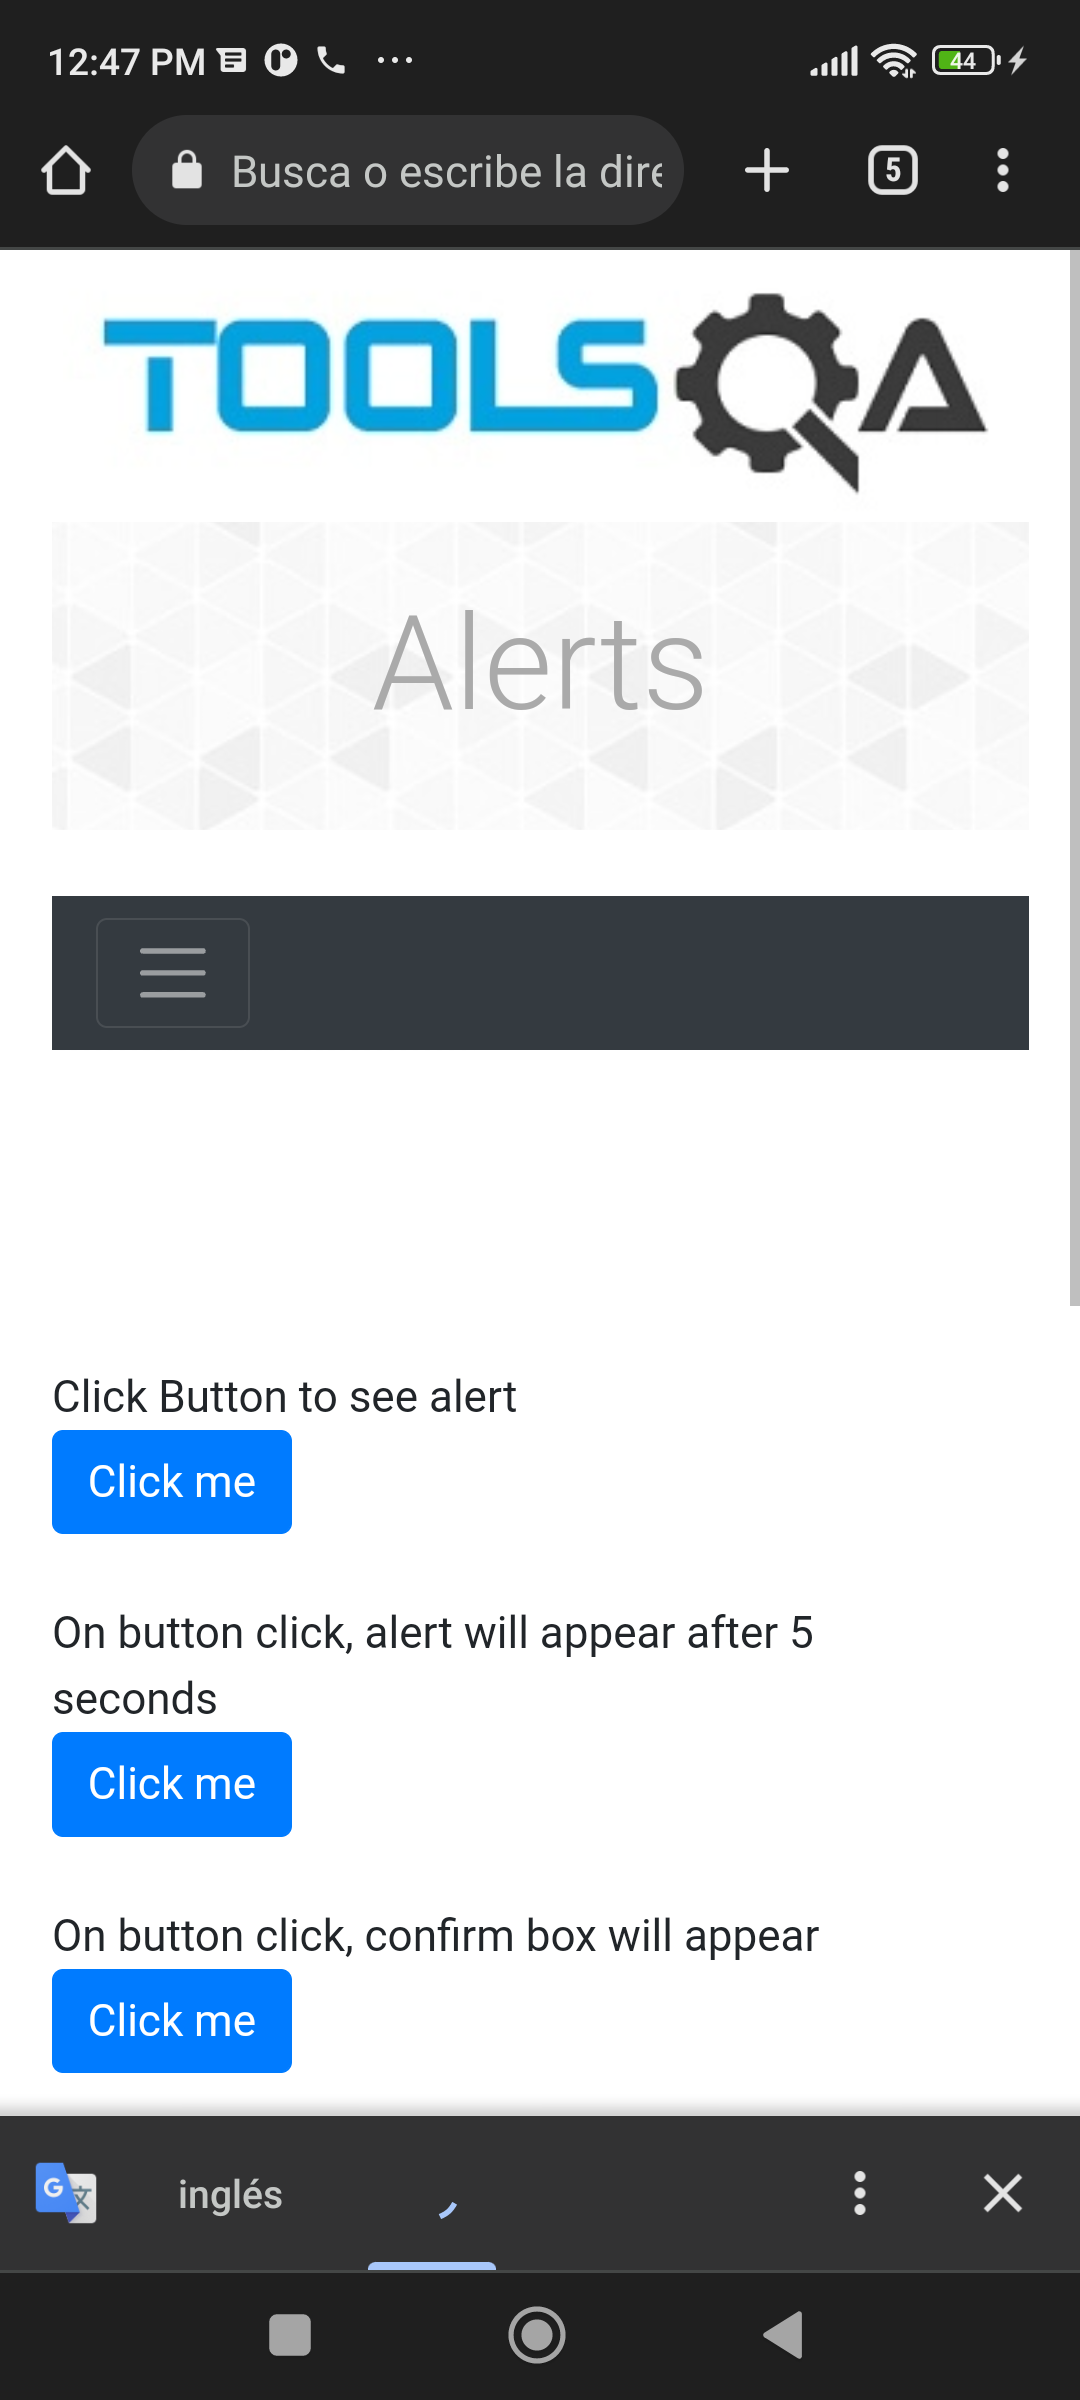 12:47 PM
44
Busca o escribe la dire
5
TOOLSQA
Alerts
Click Button to see alert
Click me
On button click, alert will appear after 5
seconds
Click me
On button click, confirm box will appear
Click me
inglés